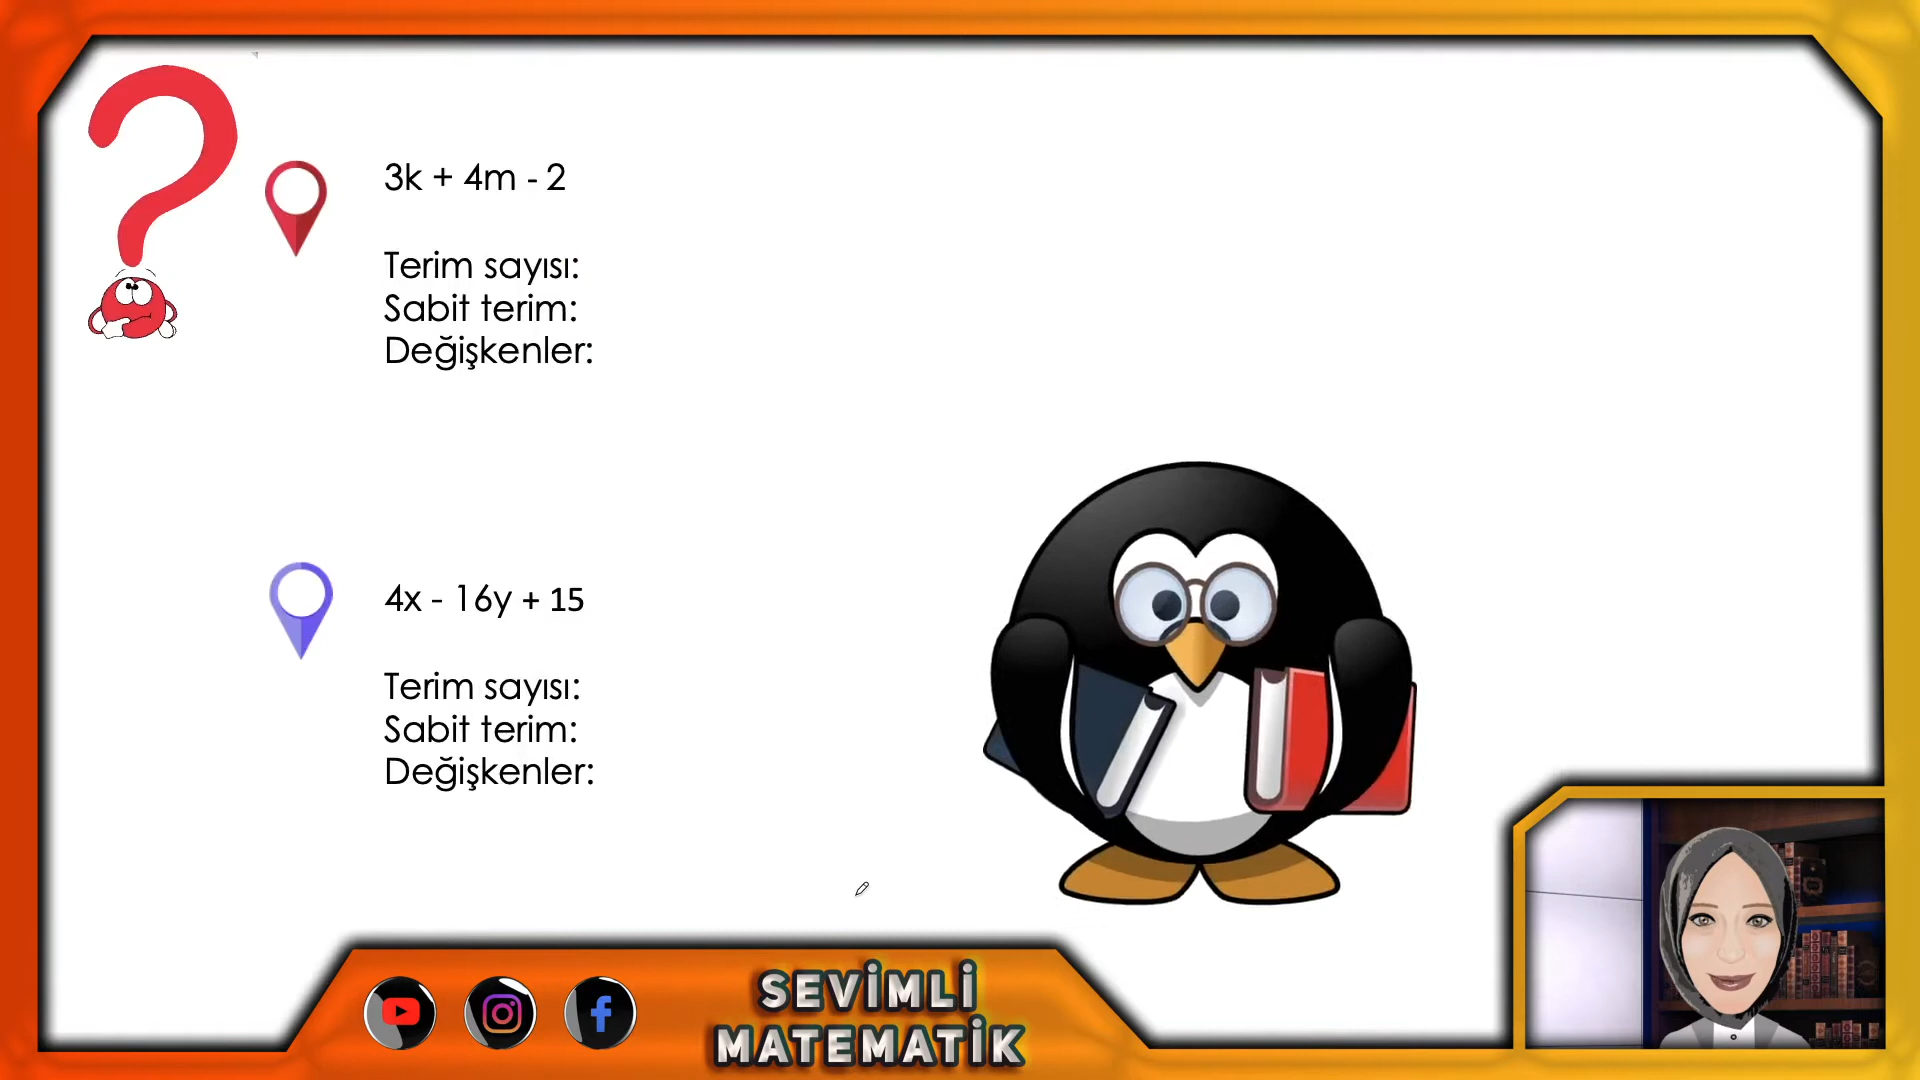 3k + 4m - 2
Terim sayısı:
Sabit terim:
Değişkenler:
4x - 16y + 15
Terim sayısı:
Sabit terim:
Değişkenler:
SEVİMLİ
MATEMATİK